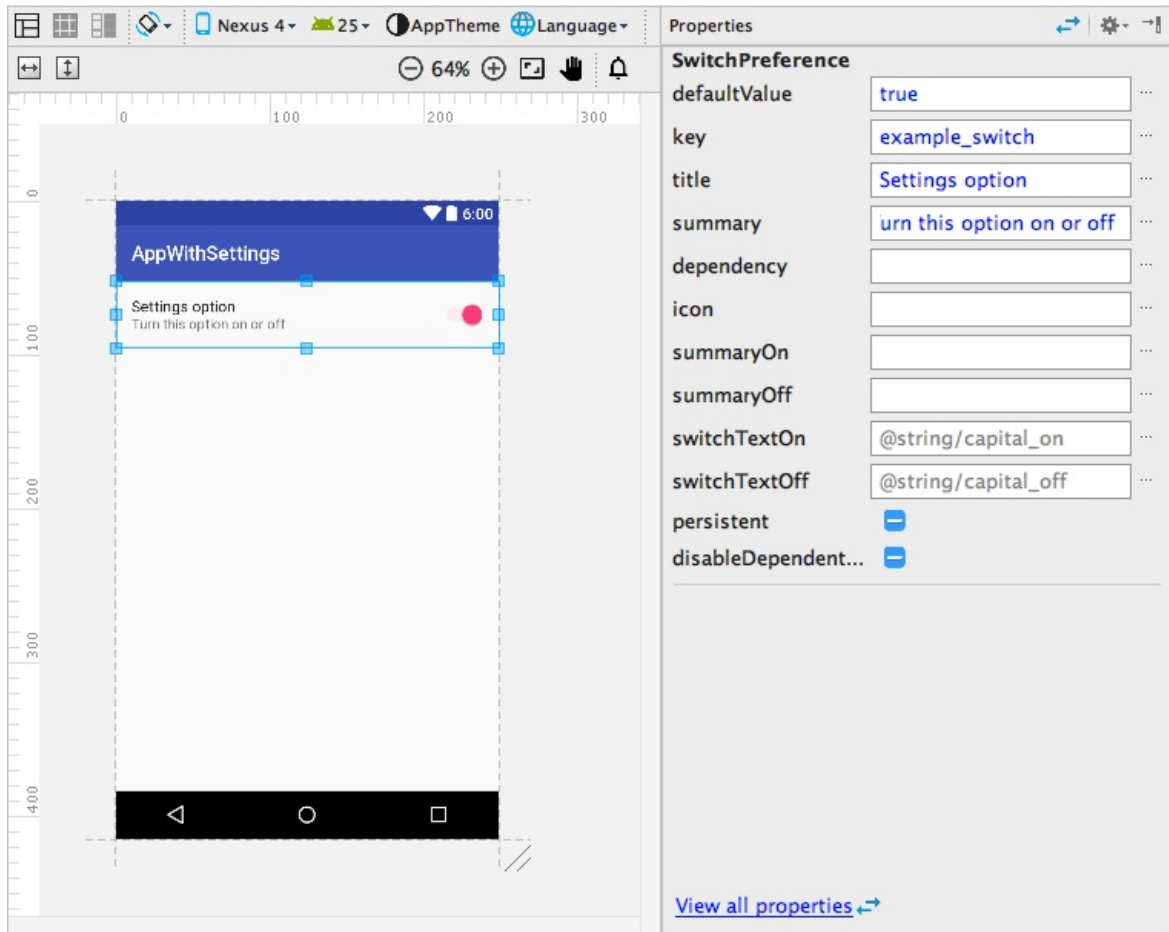 Nexus 4 25 AppTheme Language
64%
0 100 200 300
0
100
200
300
400
6:00
AppWithSettings
Settings option
Turn this option on or off
Properties
SwitchPreference
defaultValue true ...
key example_switch ...
title Settings option ...
summary urn this option on or off ...
dependency ...
icon ...
summaryOn ...
summaryOff ...
switchTextOn @string/capital_on ...
switchTextOff @string/capital_off ...
persistent
disableDependent...
View all properties